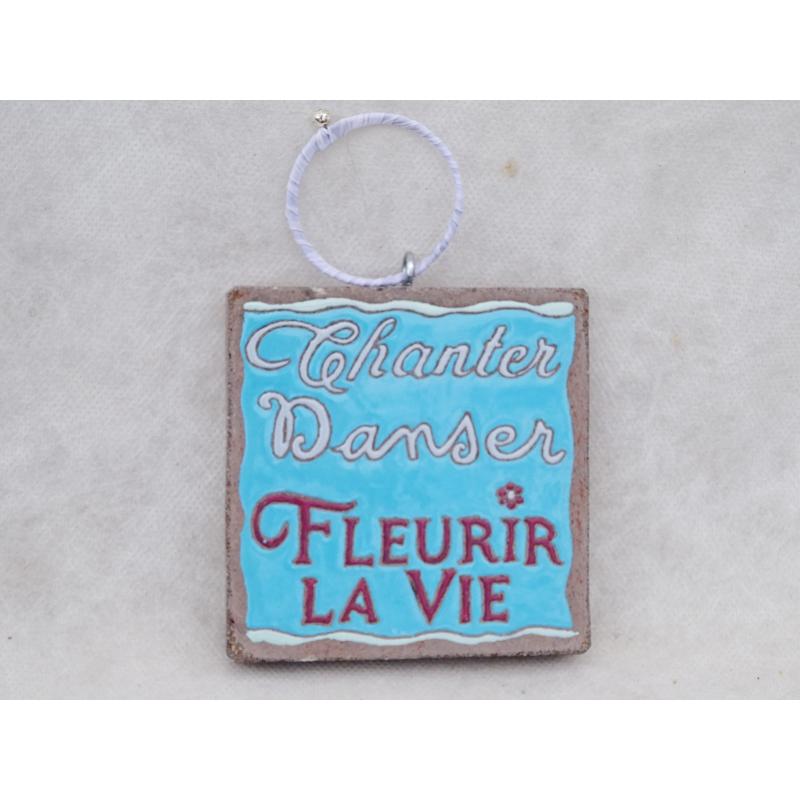 Chanter
Danser
FLEURIR
LA VIE